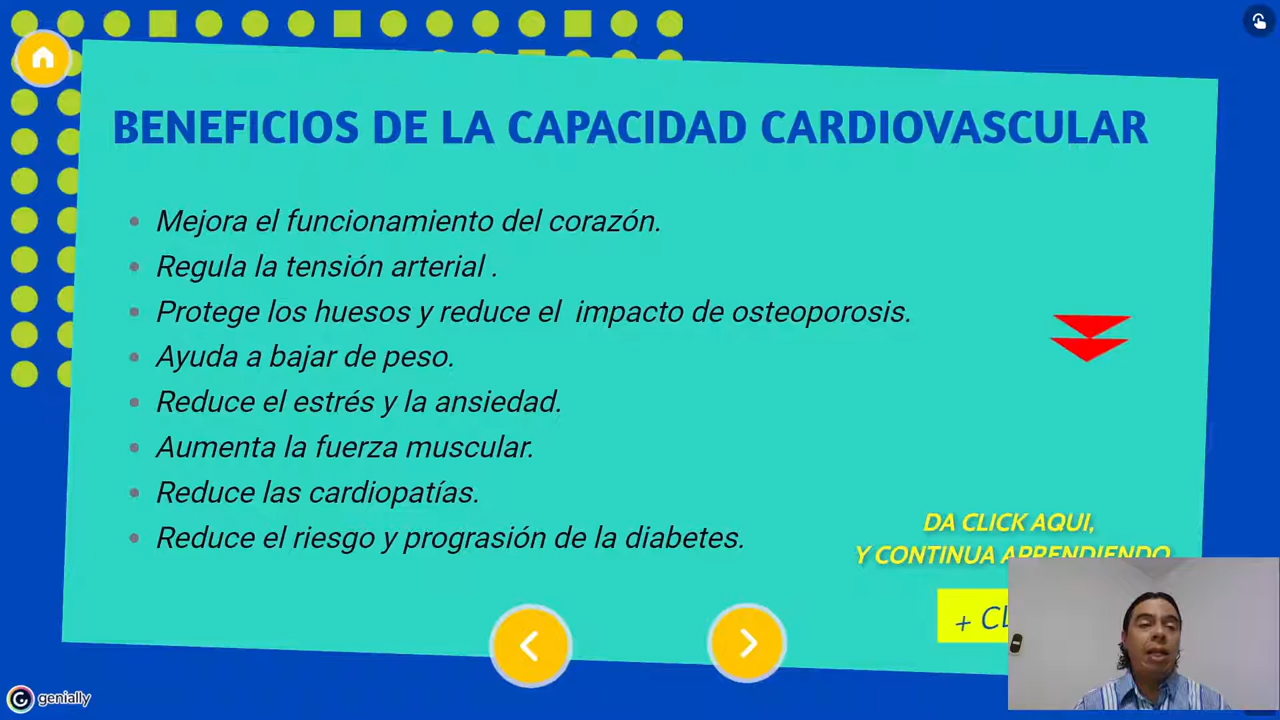 BENEFICIOS DE LA CAPACIDAD CARDIOVASCULAR
Mejora el funcionamiento del corazón.
Regula la tensión arterial .
Protege los huesos y reduce el impacto de osteoporosis.
Ayuda a bajar de peso.
Reduce el estrés y la ansiedad.
Aumenta la fuerza muscular.
Reduce las cardiopatías.
Reduce el riesgo y prograsión de la diabetes.
DA CLICK AQUI,
Y CONTINUA APRENDIENDO
+ CL
genially